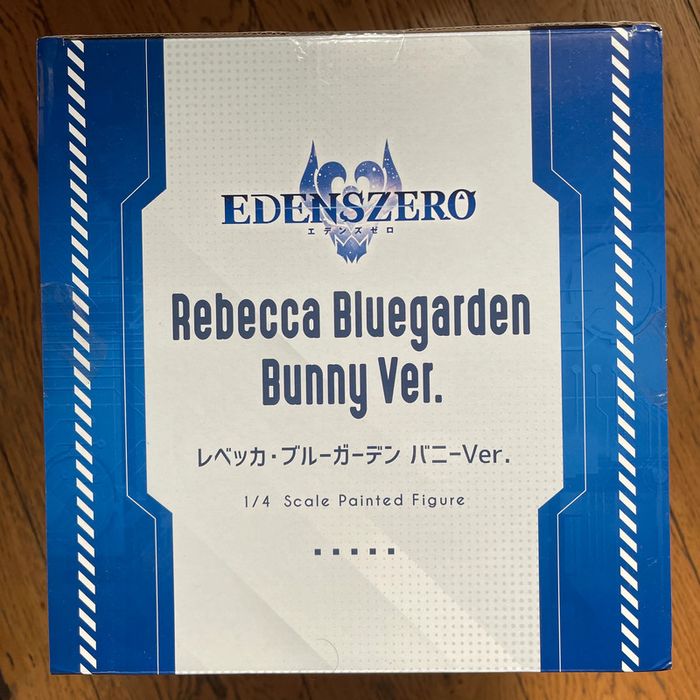 EDENSZERO
エデンズゼロ
Rebecca Bluegarden
Bunny Ver.
レベッカ・ブルーガーデン バニーVer.
1/4 Scale Painted Figure